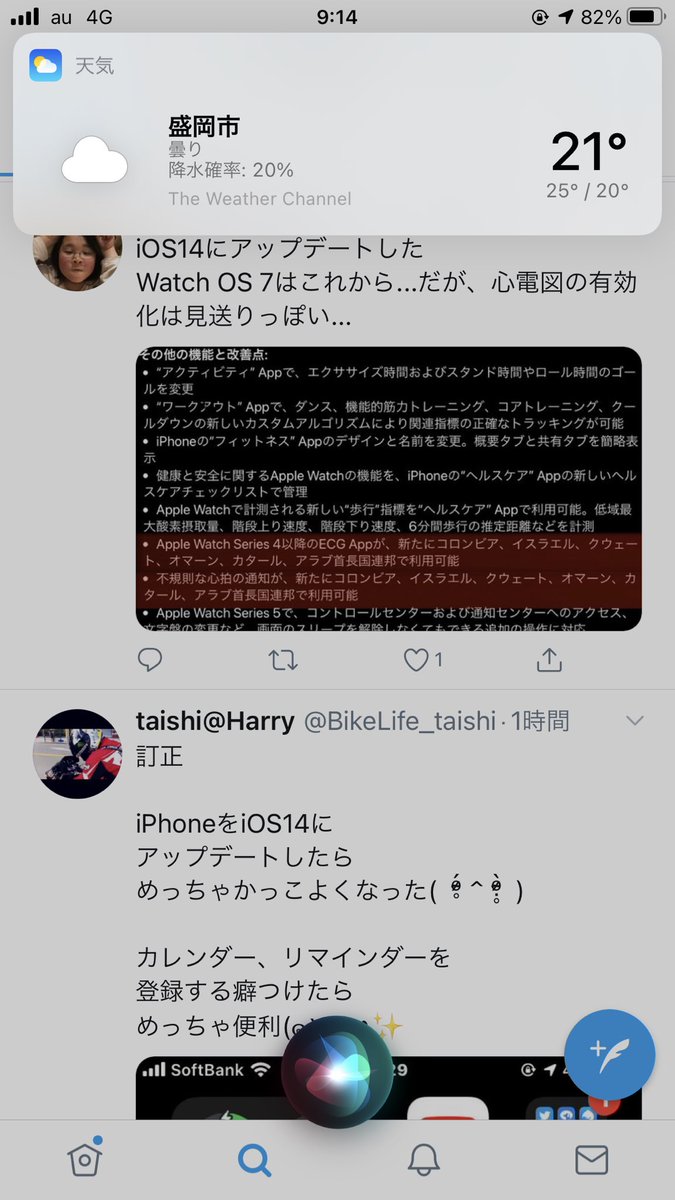 au 4G 9:14 82%
天気
盛岡市
曇り
降水確率: 20%
The Weather Channel
21°
25° / 20°
iOS14にアップデートした
Watch OS 7はこれから...だが、心電図の有効
化は見送りっぽい...
その他の機能と改善点:
• “アクティビティ” Appで、エクササイズ時間およびスタンド時間やロール時間のゴー
ルを変更
• “ワークアウト” Appで、ダンス、機能的筋力トレーニング、コアトレーニング、クー
ルダウンの新しいカスタムアルゴリズムにより関連指標の正確なトラッキングが可能
• iPhoneの“フィットネス” Appのデザインと名前を変更。概要タブと共有タブを簡略表
示
• 健康と安全に関するApple Watchの機能を、iPhoneの“ヘルスケア” Appの新しいヘル
スケアチェックリストで管理
• Apple Watchで計測される新しい“歩行”指標を“ヘルスケア” Appで利用可能。低域最
大酸素摂取量、階段上り速度、階段下り速度、6分間歩行の推定距離などを計測
• Apple Watch Series 4以降のECG Appが、新たにコロンビア、イスラエル、クウェー
ト、オマーン、カタール、アラブ首長国連邦で利用可能
• 不規則な心拍の通知が、新たにコロンビア、イスラエル、クウェート、オマーン、カ
タール、アラブ首長国連邦で利用可能
• Apple Watch Series 5で、コントロールセンターおよび通知センターへのアクセス、
文字盤の変更など、画面のスリープを解除しなくてもできる追加の操作に対応
1
taishi@Harry @BikeLife_taishi · 1時間
訂正
iPhoneをiOS14に
アップデートしたら
めっちゃかっこよくなった
カレンダー、リマインダーを
登録する癖つけたら
めっちゃ便利
SoftBank